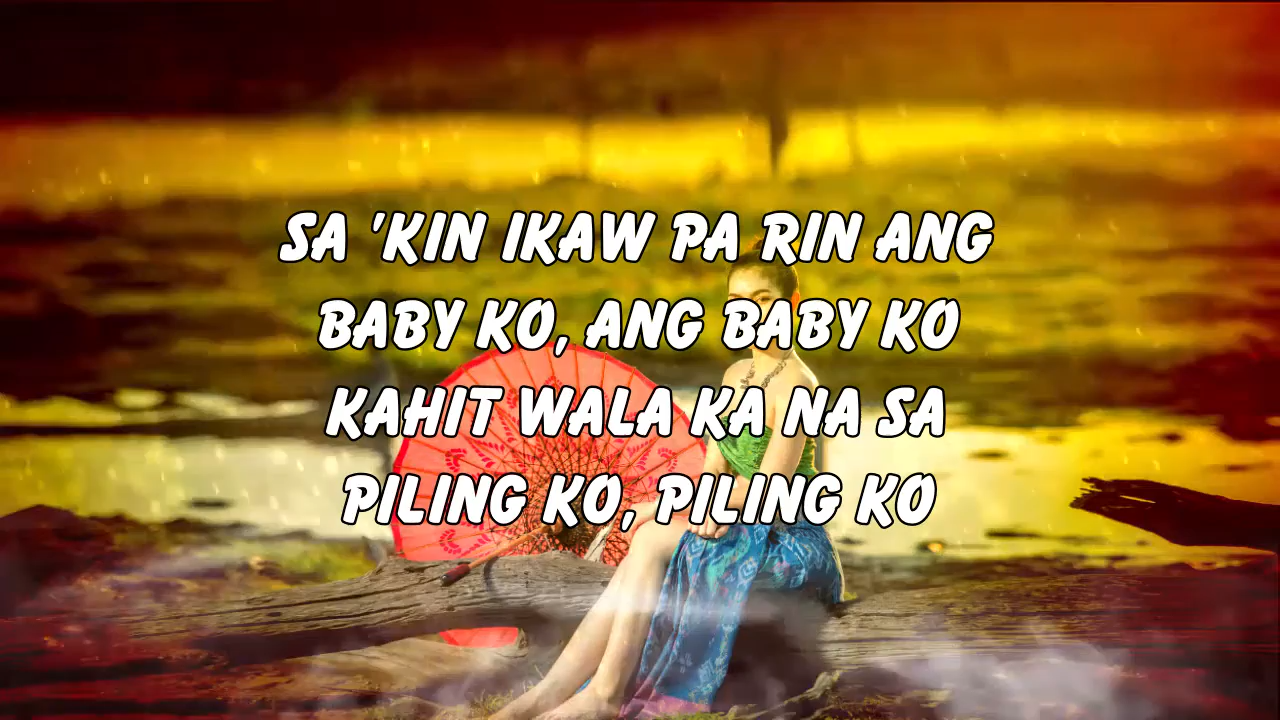 SA 'KIN IKAW PA RIN ANG
BABY KO, ANG BABY KO
KAHIT WALA KA NA SA
PILING KO, PILING KO